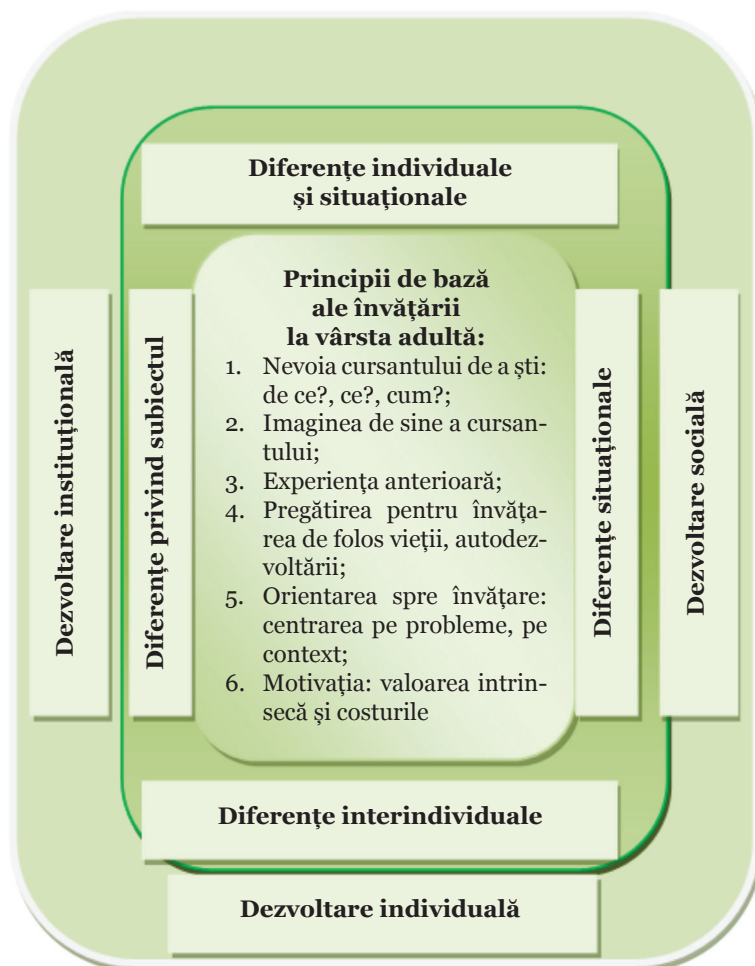 Diferențe individuale
și situaționale
Dezvoltare instituțională
Diferențe privind subiectul
Principii de bază
ale învățării
la vârsta adultă:
1. Nevoia cursantului de a ști:
de ce?, ce?, cum?;
2. Imaginea de sine a cursan-
tului;
3. Experiența anterioară;
4. Pregătirea pentru învăța-
rea de folos vieții, autodez-
voltării;
5. Orientarea spre învățare:
centrarea pe probleme, pe
context;
6. Motivația: valoarea intrin-
secă și costurile
Diferențe situaționale
Dezvoltare socială
Diferențe interindividuale
Dezvoltare individuală